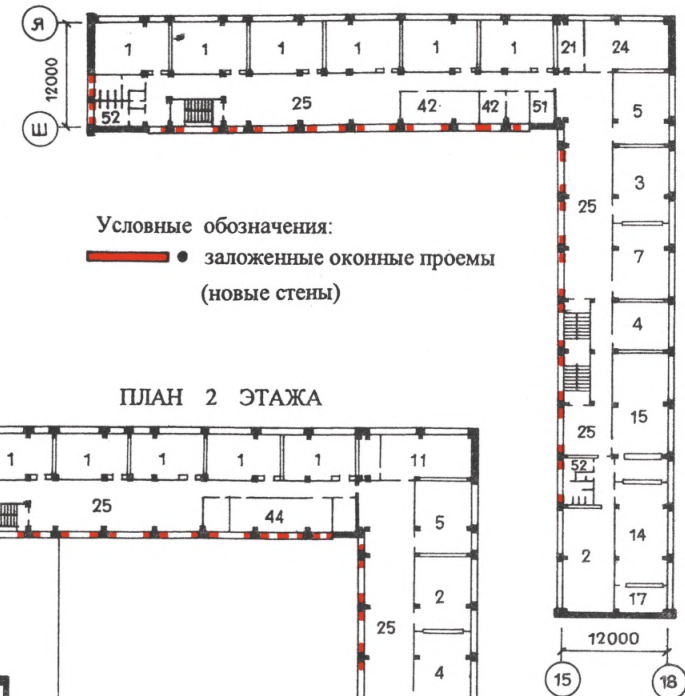 Я
1 1 1 1 1 1 21 24
12000
52 25 42 42 51 5
Ш
3
25
Условные обозначения:
заложенные оконные проемы
7
(новые стены)
4
ПЛАН 2 ЭТАЖА
15
25
1 1 1 1 1 11
52
25 44 5
14
2 2
17
25
12000
4
15 18